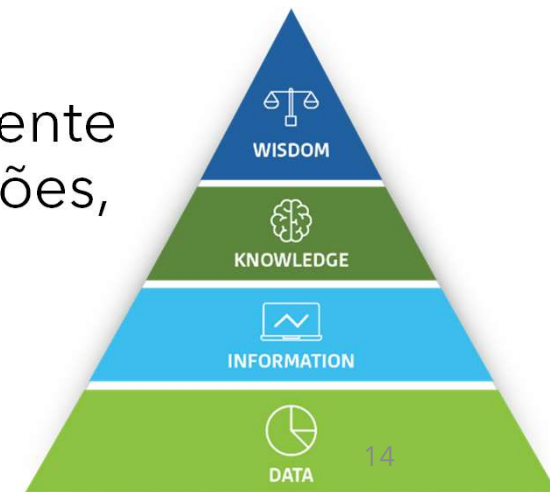 ente
ões,
WISDOM
KNOWLEDGE
INFORMATION
DATA
14